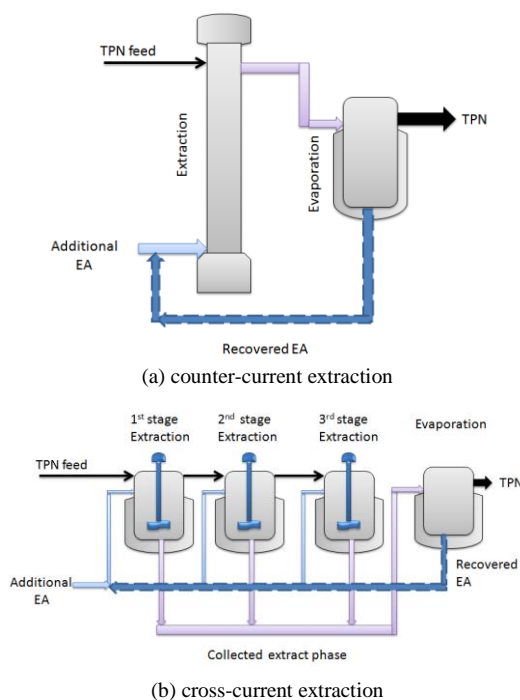 TPN feed
Extraction
Evaporation
TPN
Additional
EA
Recovered EA
(a) counter-current extraction
1st stage
Extraction
2nd stage
Extraction
3rd stage
Extraction
Evaporation
TPN feed
TPN
Additional
EA
Recovered
EA
Collected extract phase
(b) cross-current extraction